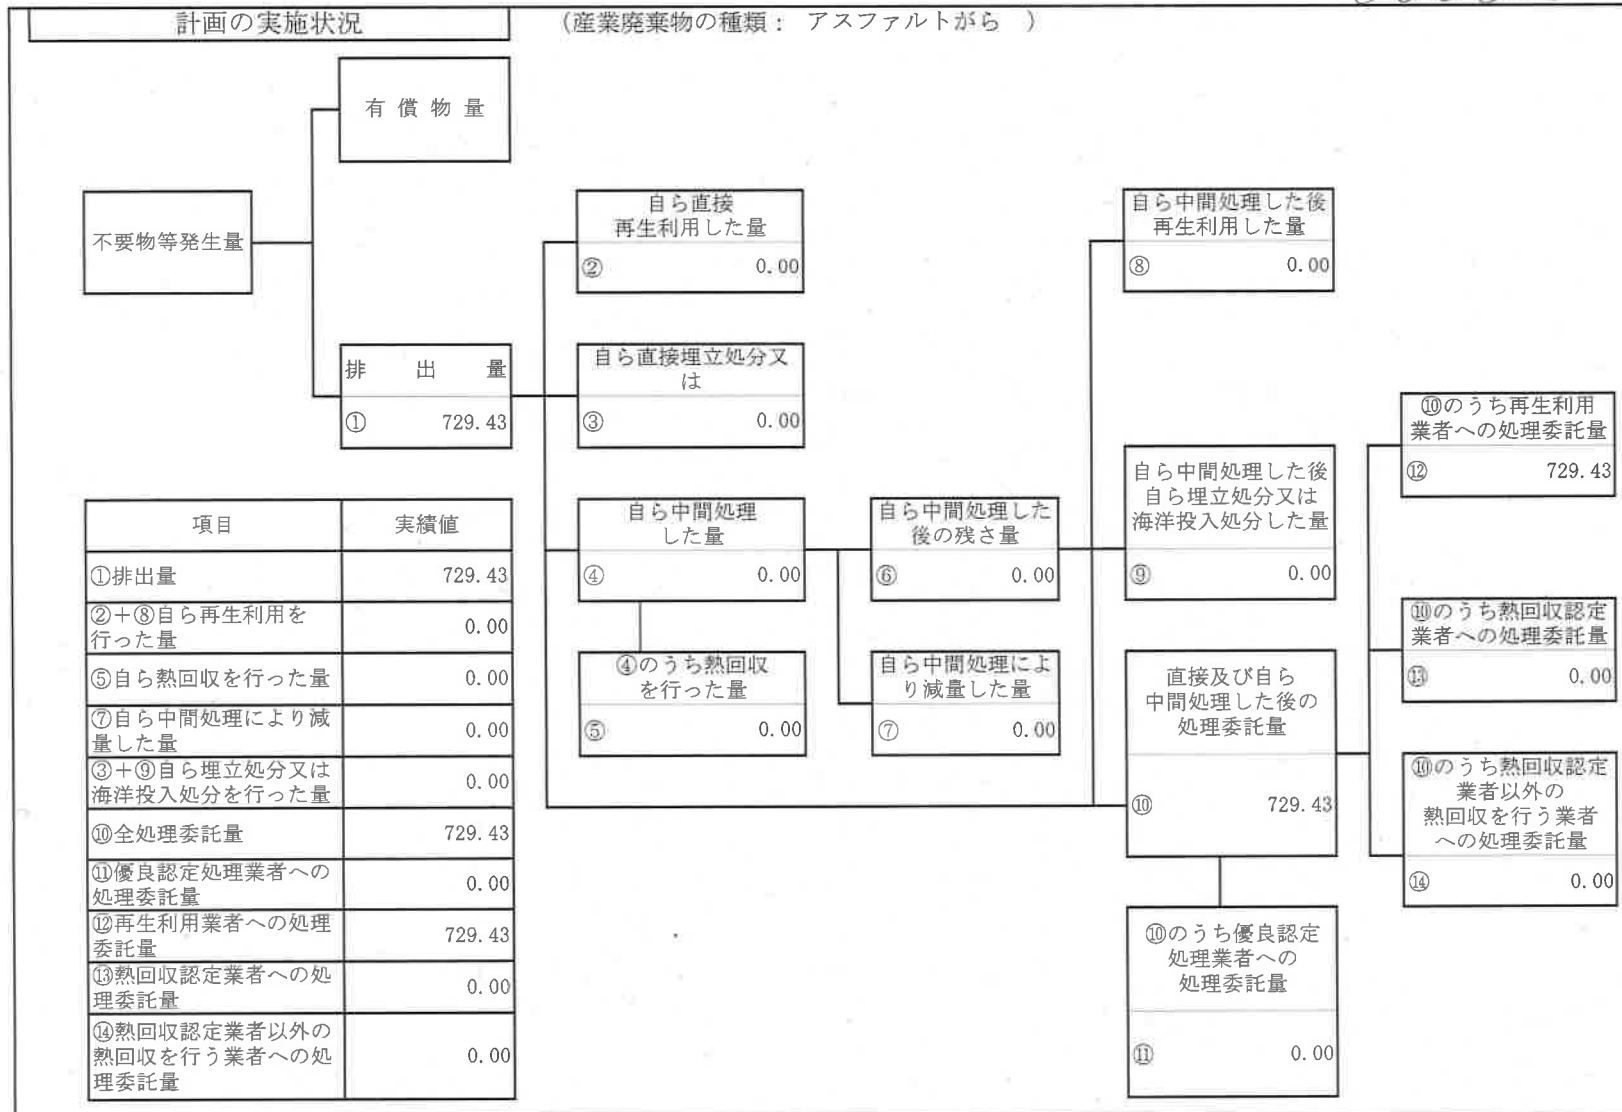 計画の実施状況
（産業廃棄物の種類： アスファルトがら ）
有 償 物 量
不要物等発生量
自ら直接
再生利用した量
② 0.00
自ら中間処理した後
再生利用した量
⑧ 0.00
排 出 量
① 729.43
自ら直接埋立処分又
は
③ 0.00
⑩のうち再生利用
業者への処理委託量
⑫ 729.43
自ら中間処理した後
自ら埋立処分又は
海洋投入処分した量
⑨ 0.00
自ら中間処理
した量
④ 0.00
自ら中間処理した
後の残さ量
⑥ 0.00
⑩のうち熱回収認定
業者への処理委託量
⑬ 0.00
④のうち熱回収
を行った量
⑤ 0.00
自ら中間処理によ
り減量した量
⑦ 0.00
直接及び自ら
中間処理した後の
処理委託量
⑩ 729.43
⑩のうち熱回収認定
業者以外の
熱回収を行う業者
への処理委託量
⑭ 0.00
⑩のうち優良認定
処理業者への
処理委託量
⑪ 0.00
項目 実績値
①排出量 729.43
②＋⑧自ら再生利用を
行った量 0.00
⑤自ら熱回収を行った量 0.00
⑦自ら中間処理により減
量した量 0.00
③＋⑨自ら埋立処分又は
海洋投入処分を行った量 0.00
⑩全処理委託量 729.43
⑪優良認定処理業者への
処理委託量 0.00
⑫再生利用業者への処理
委託量 729.43
⑬熱回収認定業者への処
理委託量 0.00
⑭熱回収認定業者以外の
熱回収を行う業者への処
理委託量 0.00